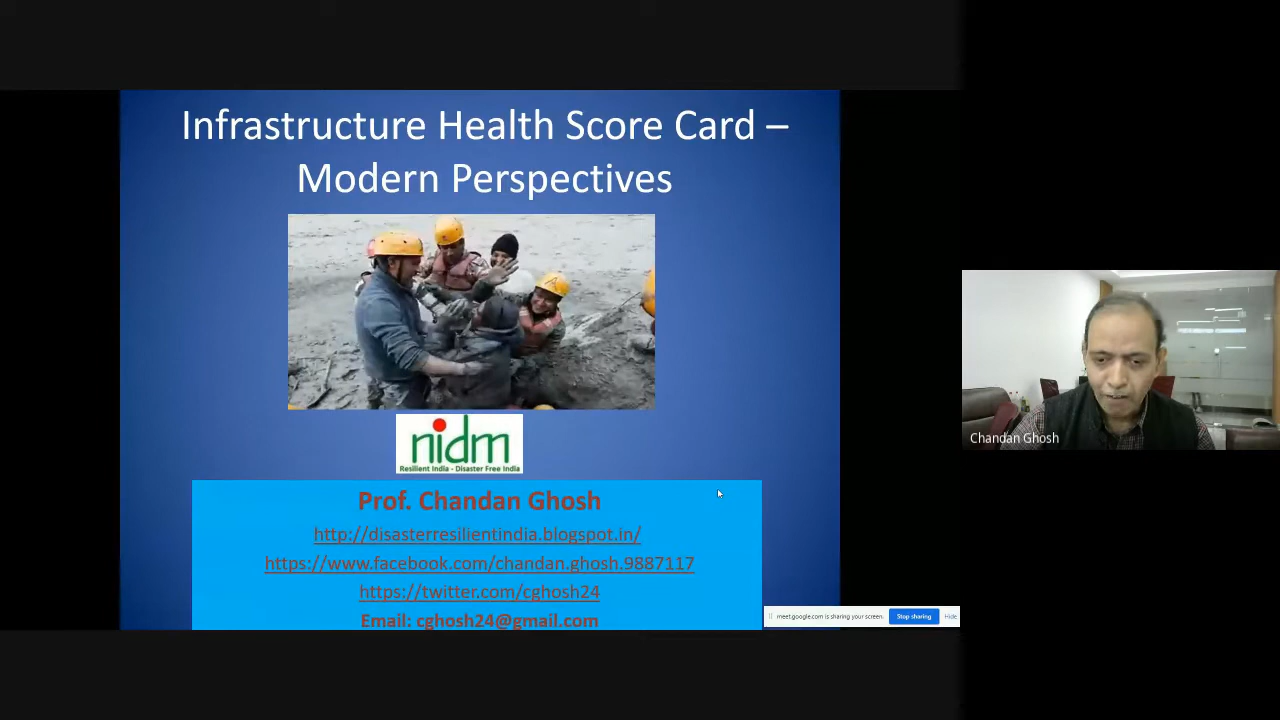 Infrastructure Health Score Card –
Modern Perspectives
nidm
Resilient India - Disaster Free India
Prof. Chandan Ghosh
http://disasterresilientindia.blogspot.in/
https://www.facebook.com/chandan.ghosh.9887117
https://twitter.com/cghosh24
Email: cghosh24@gmail.com
meet.google.com is sharing your screen.
Stop sharing
Hide
Chandan Ghosh